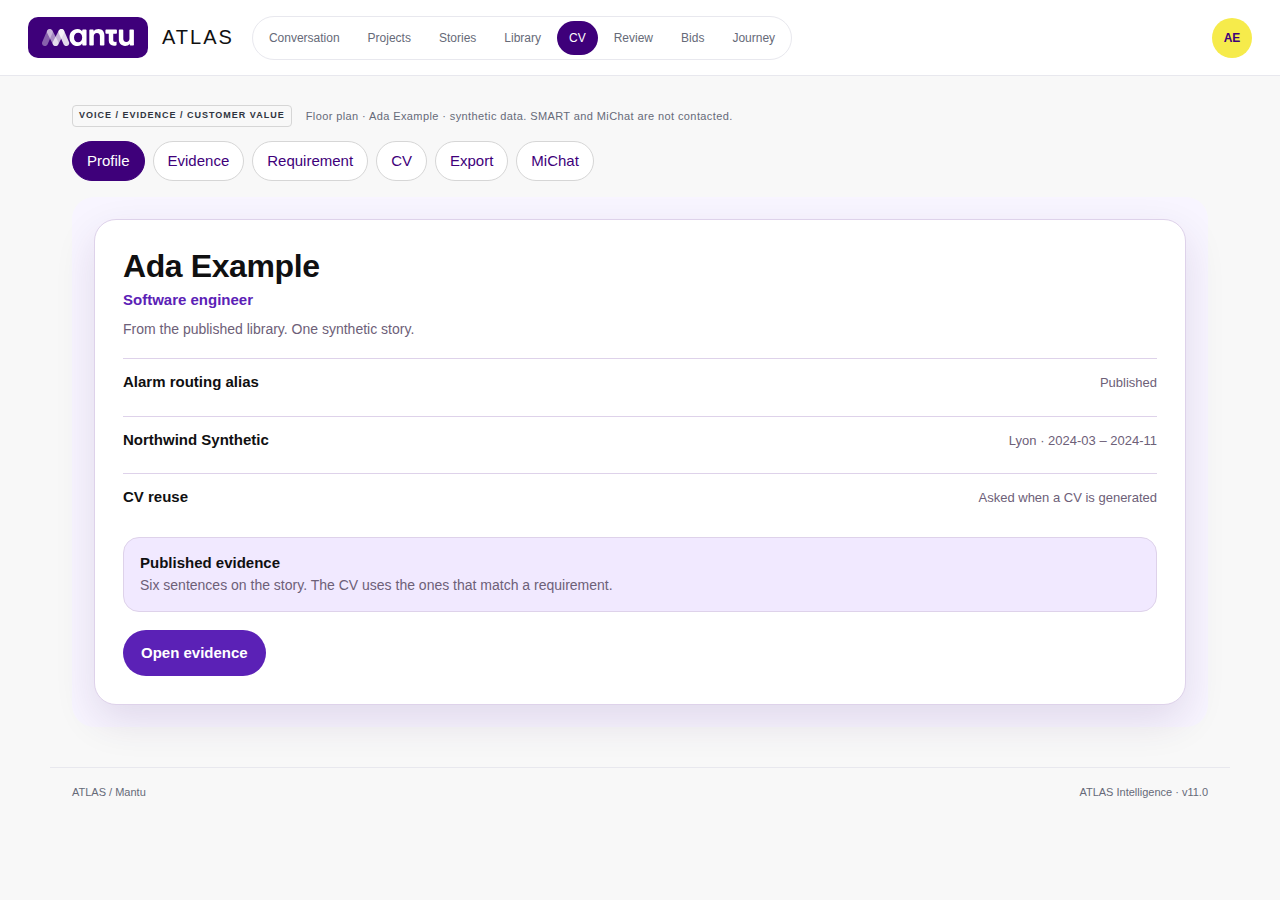 mantu ATLAS Conversation Projects Stories Library CV Review Bids Journey AE
VOICE / EVIDENCE / CUSTOMER VALUE Floor plan · Ada Example · synthetic data. SMART and MiChat are not contacted.
Profile Evidence Requirement CV Export MiChat
Ada Example
Software engineer
From the published library. One synthetic story.
Alarm routing alias Published
Northwind Synthetic Lyon · 2024-03 – 2024-11
CV reuse Asked when a CV is generated
Published evidence
Six sentences on the story. The CV uses the ones that match a requirement.
Open evidence
ATLAS / Mantu ATLAS Intelligence · v11.0